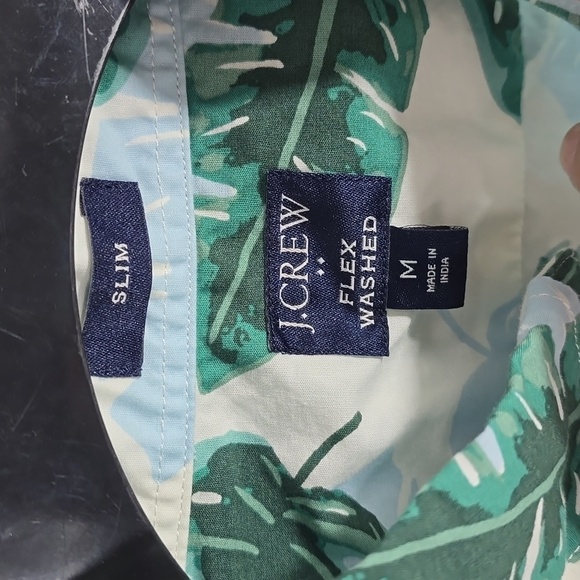 SLIM
J.CREW
FLEX
WASHED
M
MADE IN
INDIA